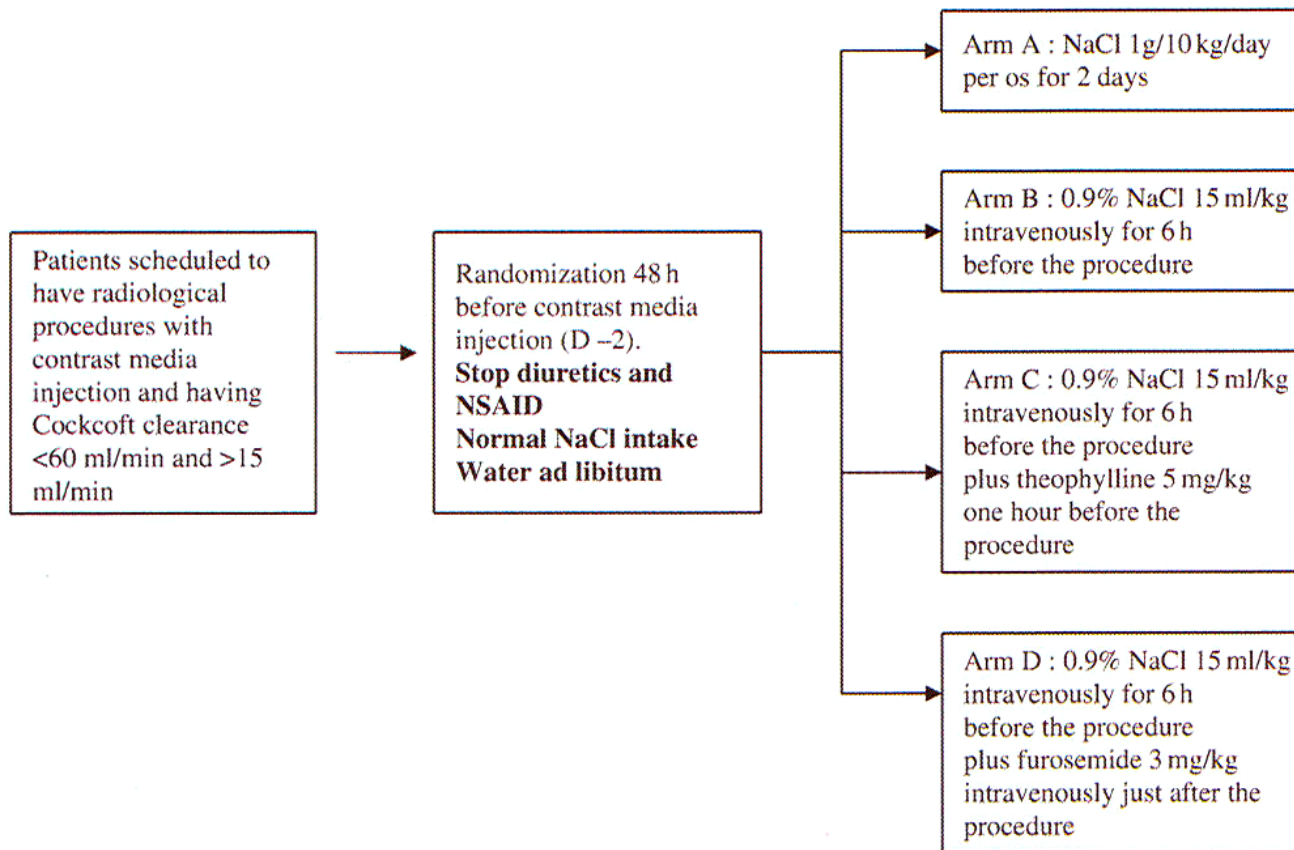 Patients scheduled to
have radiological
procedures with
contrast media
injection and having
Cockcoft clearance
<60 ml/min and >15
ml/min
Randomization 48 h
before contrast media
injection (D –2).
Stop diuretics and
NSAID
Normal NaCl intake
Water ad libitum
Arm A : NaCl 1g/10 kg/day
per os for 2 days
Arm B : 0.9% NaCl 15 ml/kg
intravenously for 6 h
before the procedure
Arm C : 0.9% NaCl 15 ml/kg
intravenously for 6 h
before the procedure
plus theophylline 5 mg/kg
one hour before the
procedure
Arm D : 0.9% NaCl 15 ml/kg
intravenously for 6 h
before the procedure
plus furosemide 3 mg/kg
intravenously just after the
procedure